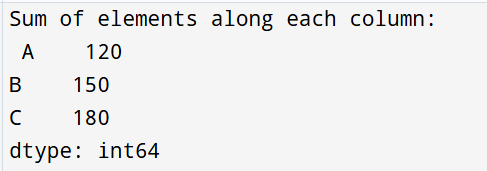 Sum of elements along each column:
 A    120
B    150
C    180
dtype: int64